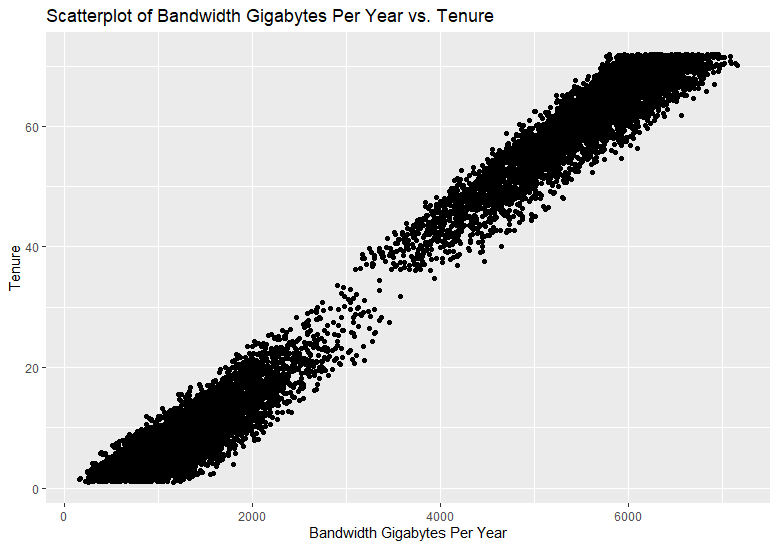 Scatterplot of Bandwidth Gigabytes Per Year vs. Tenure
60
40
20
0
Tenure
0 2000 4000 6000
Bandwidth Gigabytes Per Year